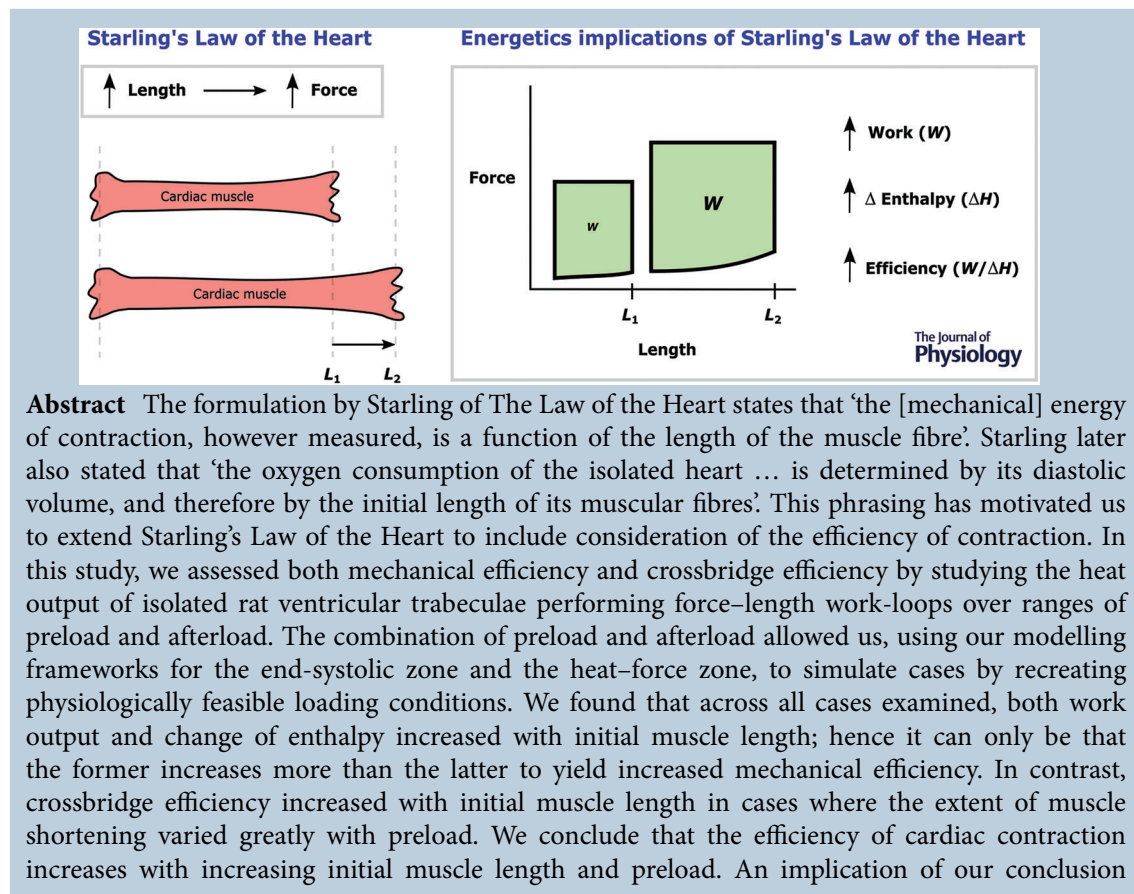 Starling's Law of the Heart
↑ Length → ↑ Force
Cardiac muscle
Cardiac muscle
L1 L2
Energetics implications of Starling's Law of the Heart
Force
W
W
L1 L2
Length
↑ Work (W)
↑ Δ Enthalpy (ΔH)
↑ Efficiency (W/ΔH)
The Journal of
Physiology
Abstract The formulation by Starling of The Law of the Heart states that ‘the [mechanical] energy
of contraction, however measured, is a function of the length of the muscle fibre’. Starling later
also stated that ‘the oxygen consumption of the isolated heart … is determined by its diastolic
volume, and therefore by the initial length of its muscular fibres’. This phrasing has motivated us
to extend Starling’s Law of the Heart to include consideration of the efficiency of contraction. In
this study, we assessed both mechanical efficiency and crossbridge efficiency by studying the heat
output of isolated rat ventricular trabeculae performing force–length work-loops over ranges of
preload and afterload. The combination of preload and afterload allowed us, using our modelling
frameworks for the end-systolic zone and the heat–force zone, to simulate cases by recreating
physiologically feasible loading conditions. We found that across all cases examined, both work
output and change of enthalpy increased with initial muscle length; hence it can only be that
the former increases more than the latter to yield increased mechanical efficiency. In contrast,
crossbridge efficiency increased with initial muscle length in cases where the extent of muscle
shortening varied greatly with preload. We conclude that the efficiency of cardiac contraction
increases with increasing initial muscle length and preload. An implication of our conclusion